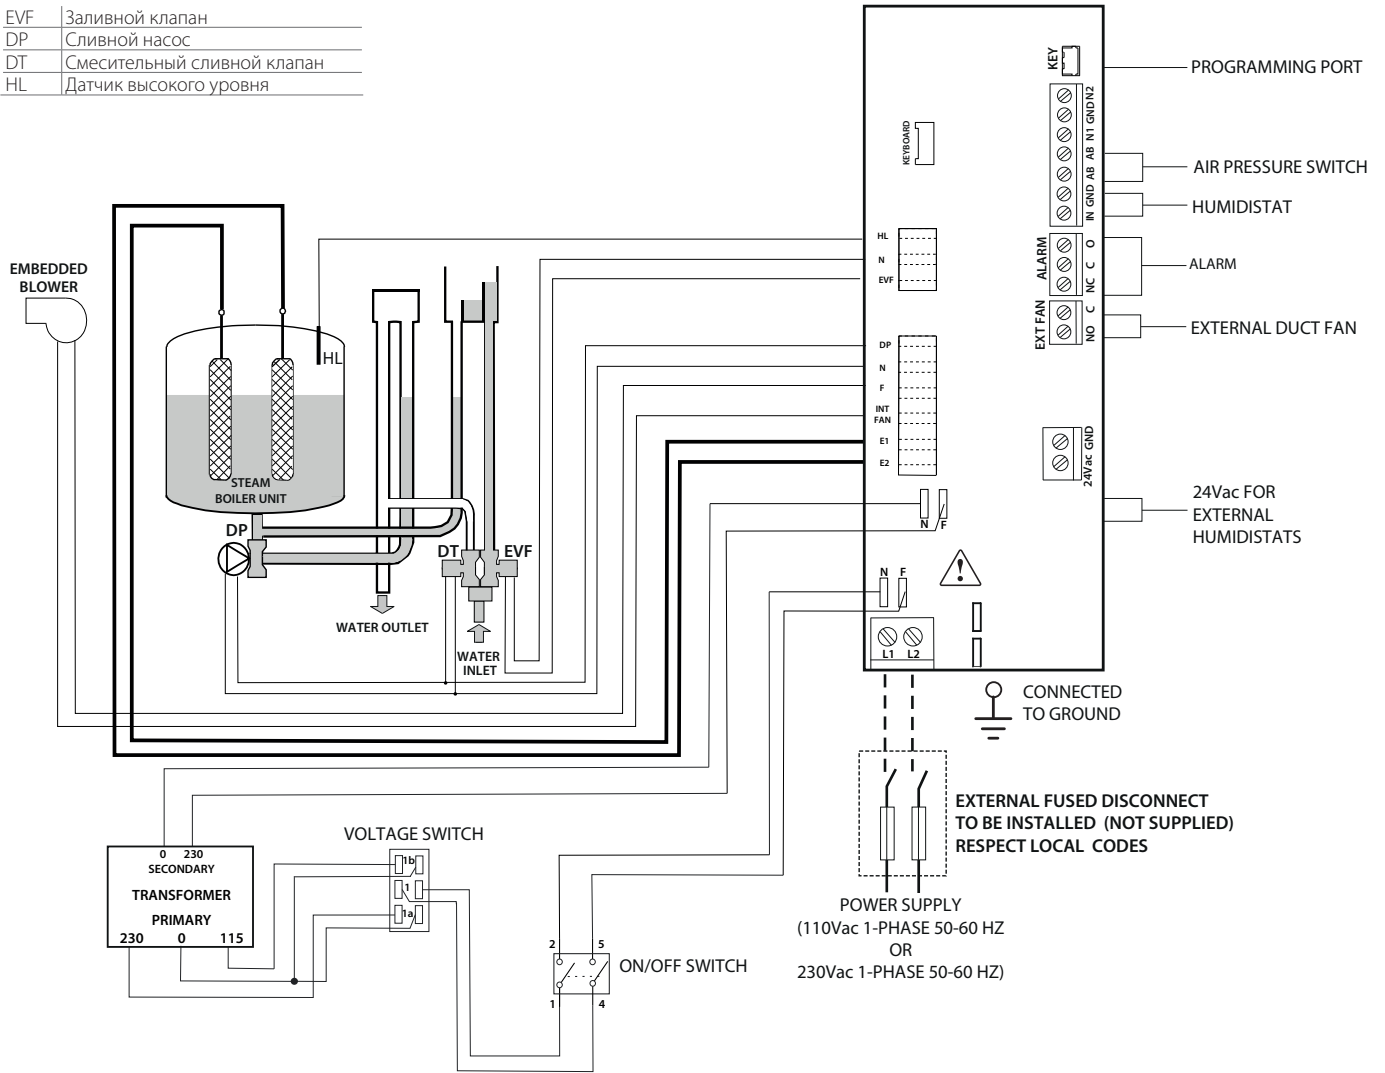 EVF Заливной клапан
DP Сливной насос
DT Смесительный сливной клапан
HL Датчик высокого уровня
KEY
PROGRAMMING PORT
KEYBOARD
IN GND AB AB N1 GND N2
AIR PRESSURE SWITCH
HUMIDISTAT
ALARM
NC C O
ALARM
EXT FAN
NO C
EXTERNAL DUCT FAN
24Vac GND
24Vac FOR
EXTERNAL
HUMIDISTATS
HL
N
EVF
DP
N
F
INT
FAN
E1
E2
N F
N F
L1 L2
EMBEDDED
BLOWER
HL
STEAM
BOILER UNIT
DP
DT
EVF
WATER OUTLET
WATER
INLET
CONNECTED
TO GROUND
EXTERNAL FUSED DISCONNECT
TO BE INSTALLED (NOT SUPPLIED)
RESPECT LOCAL CODES
POWER SUPPLY
(110Vac 1-PHASE 50-60 HZ
OR
230Vac 1-PHASE 50-60 HZ)
VOLTAGE SWITCH
1b
1
1a
0 230
SECONDARY
TRANSFORMER
PRIMARY
230 0 115
2 5
ON/OFF SWITCH
1 4